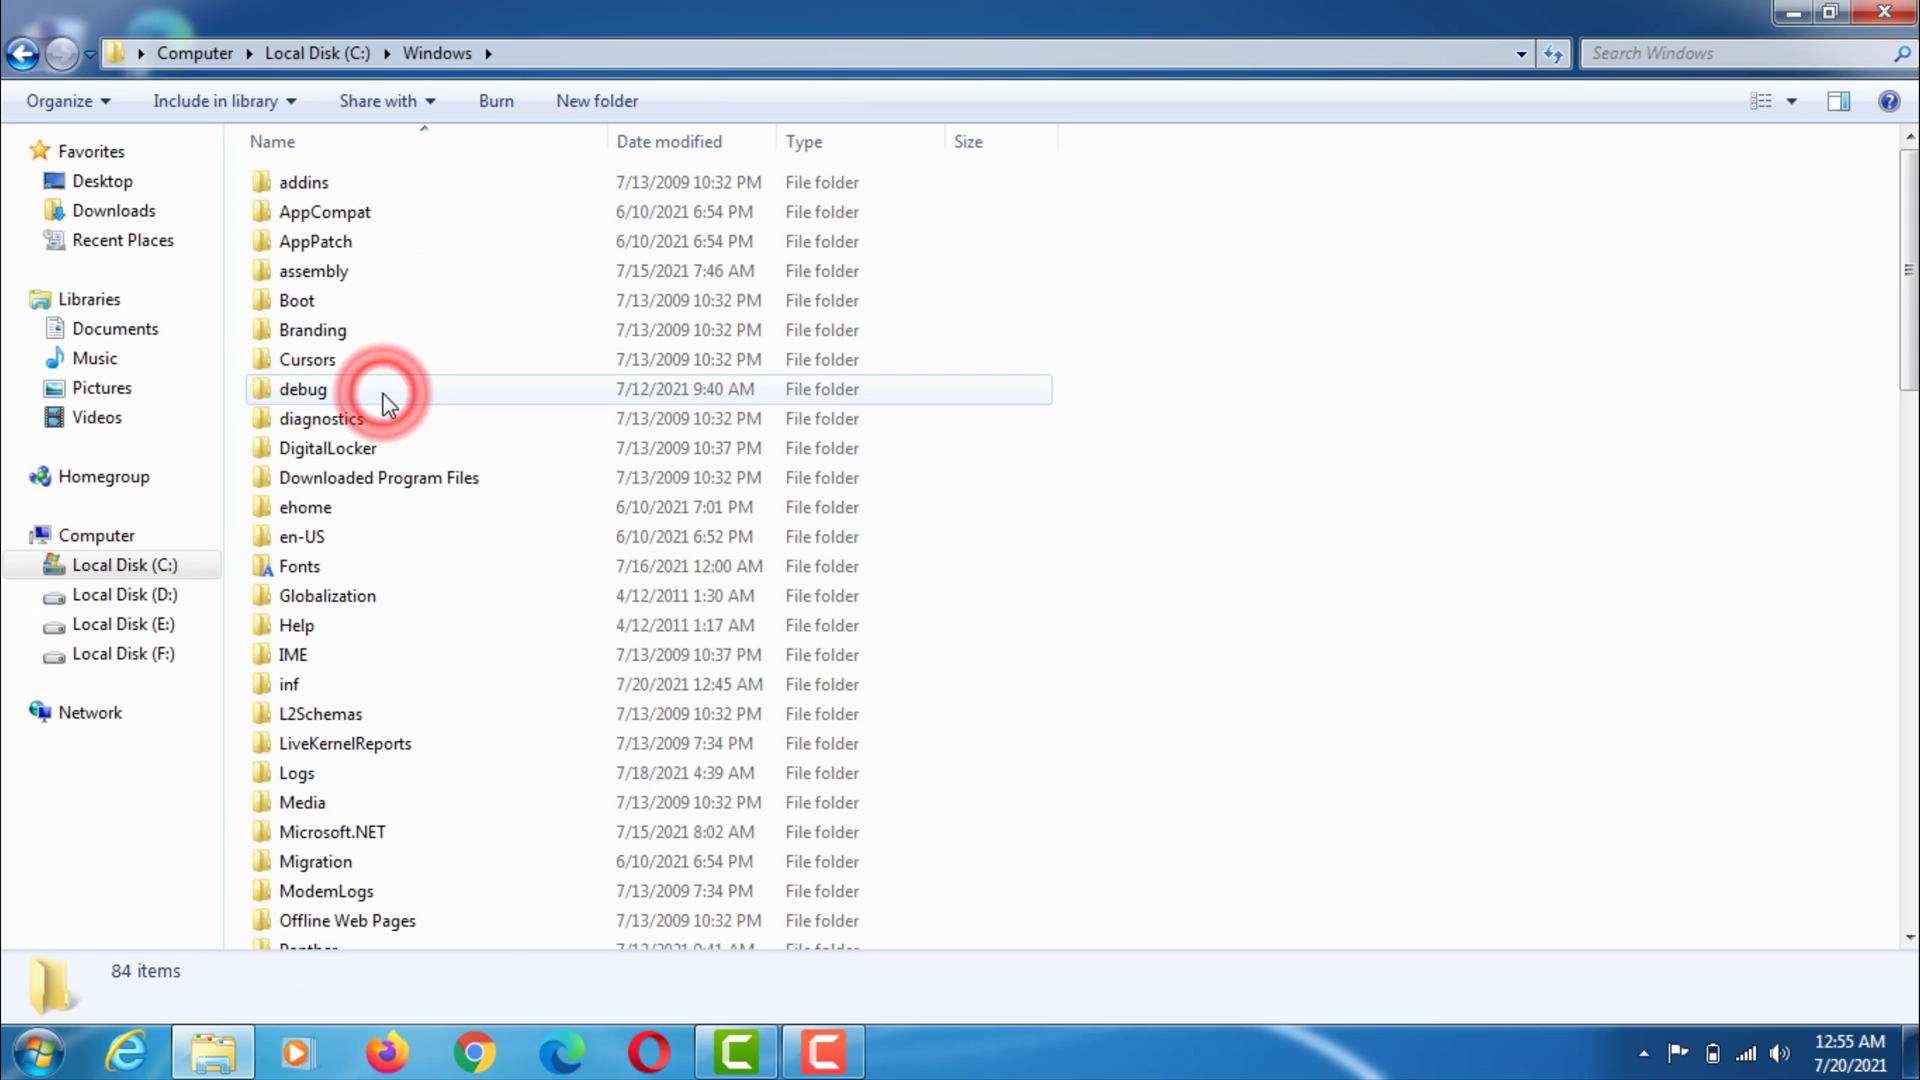 Computer Local Disk (C:) Windows
Search Windows
Organize Include in library Share with Burn New folder
Name Date modified Type Size
Favorites
Desktop
Downloads
Recent Places
Libraries
Documents
Music
Pictures
Videos
Homegroup
Computer
Local Disk (C:)
Local Disk (D:)
Local Disk (E:)
Local Disk (F:)
Network
addins 7/13/2009 10:32 PM File folder
AppCompat 6/10/2021 6:54 PM File folder
AppPatch 6/10/2021 6:54 PM File folder
assembly 7/15/2021 7:46 AM File folder
Boot 7/13/2009 10:32 PM File folder
Branding 7/13/2009 10:32 PM File folder
Cursors 7/13/2009 10:32 PM File folder
debug 7/12/2021 9:40 AM File folder
diagnostics 7/13/2009 10:32 PM File folder
DigitalLocker 7/13/2009 10:37 PM File folder
Downloaded Program Files 7/13/2009 10:32 PM File folder
ehome 6/10/2021 7:01 PM File folder
en-US 6/10/2021 6:52 PM File folder
Fonts 7/16/2021 12:00 AM File folder
Globalization 4/12/2011 1:30 AM File folder
Help 4/12/2011 1:17 AM File folder
IME 7/13/2009 10:37 PM File folder
inf 7/20/2021 12:45 AM File folder
L2Schemas 7/13/2009 10:32 PM File folder
LiveKernelReports 7/13/2009 7:34 PM File folder
Logs 7/18/2021 4:39 AM File folder
Media 7/13/2009 10:32 PM File folder
Microsoft.NET 7/15/2021 8:02 AM File folder
Migration 6/10/2021 6:54 PM File folder
ModemLogs 7/13/2009 7:34 PM File folder
Offline Web Pages 7/13/2009 10:32 PM File folder
84 items
12:55 AM
7/20/2021